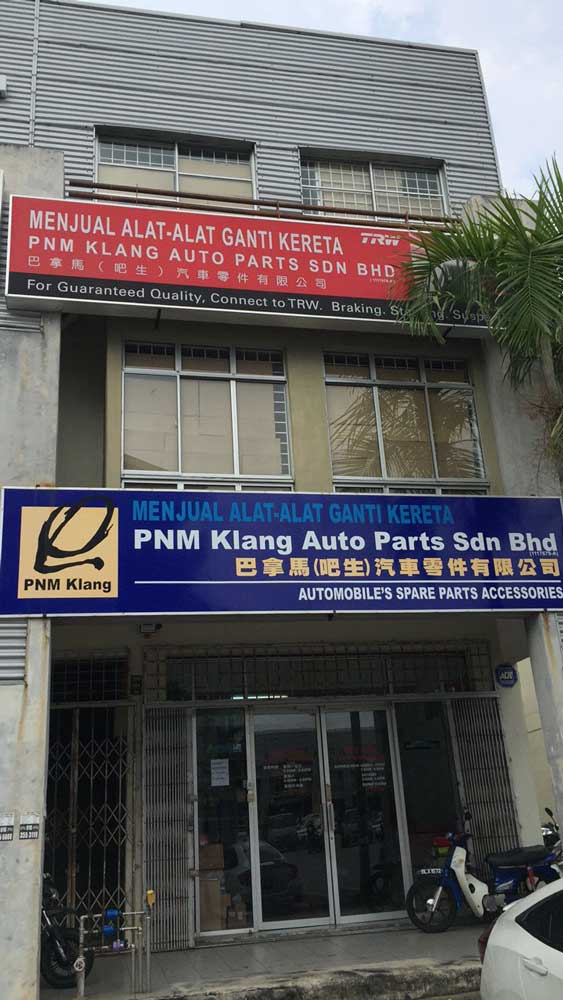 MENJUAL ALAT-ALAT GANTI KERETA
TRW
PNM KLANG AUTO PARTS SDN BHD
(1117679-A)
巴拿馬（吧生）汽車零件有限公司
For Guaranteed Quality, Connect to TRW. Braking.
MENJUAL ALAT-ALAT GANTI KERETA
PNM Klang Auto Parts Sdn Bhd
(1117679-A)
巴拿馬(吧生)汽車零件有限公司
PNM Klang
AUTOMOBILE'S SPARE PARTS ACCESSORIES
ADT